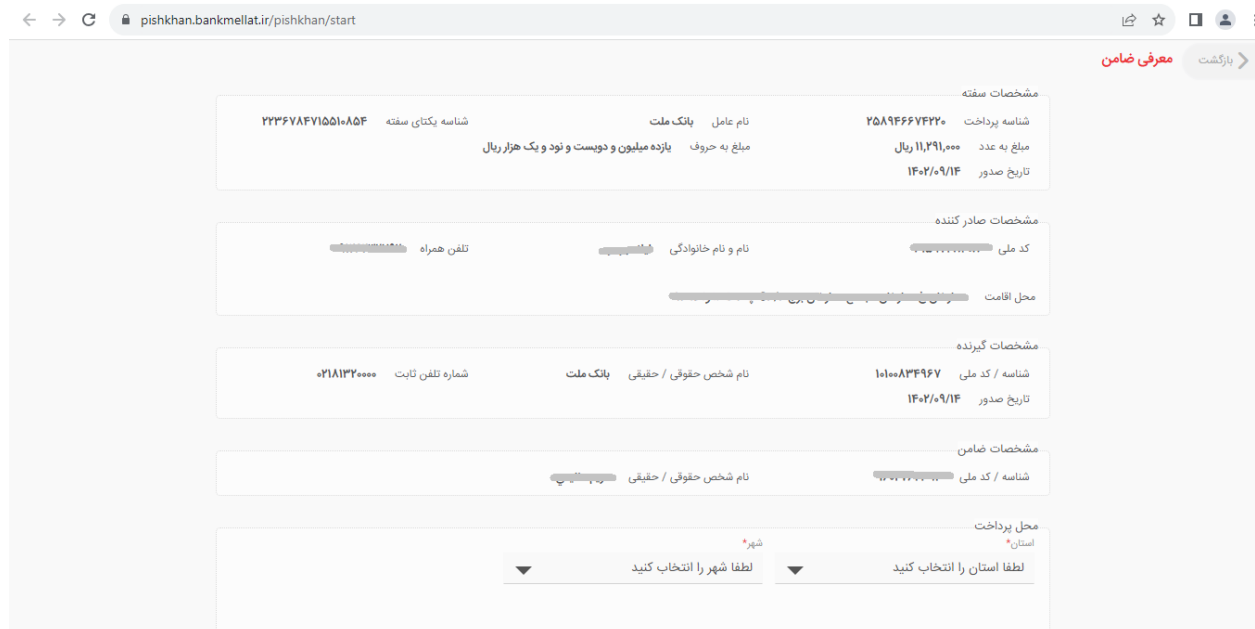 pishkhan.bankmellat.ir/pishkhan/start
بازگشت معرفی ضامن
مشخصات سفته
شناسه پرداخت ۲۵۸۹۴۶۶۷۴۲۲۰ نام عامل بانک ملت شناسه یکتای سفته ۲۲۳۶۷۸۴۷۱۵۵۱۰۸۵۴
مبلغ به عدد ۱۱,۲۹۱,۰۰۰ ریال مبلغ به حروف یازده میلیون و دویست و نود و یک هزار ریال
تاریخ صدور ۱۴۰۲/۰۹/۱۴
مشخصات صادر کننده
کد ملی نام و نام خانوادگی تلفن همراه
محل اقامت
مشخصات گیرنده
شناسه / کد ملی ۱۰۱۰۰۸۳۴۹۶۷ نام شخص حقوقی / حقیقی بانک ملت شماره تلفن ثابت ۰۲۱۸۱۳۲۰۰۰۰
تاریخ صدور ۱۴۰۲/۰۹/۱۴
مشخصات ضامن
شناسه / کد ملی نام شخص حقوقی / حقیقی
محل پرداخت
استان* شهر*
لطفا استان را انتخاب کنید لطفا شهر را انتخاب کنید